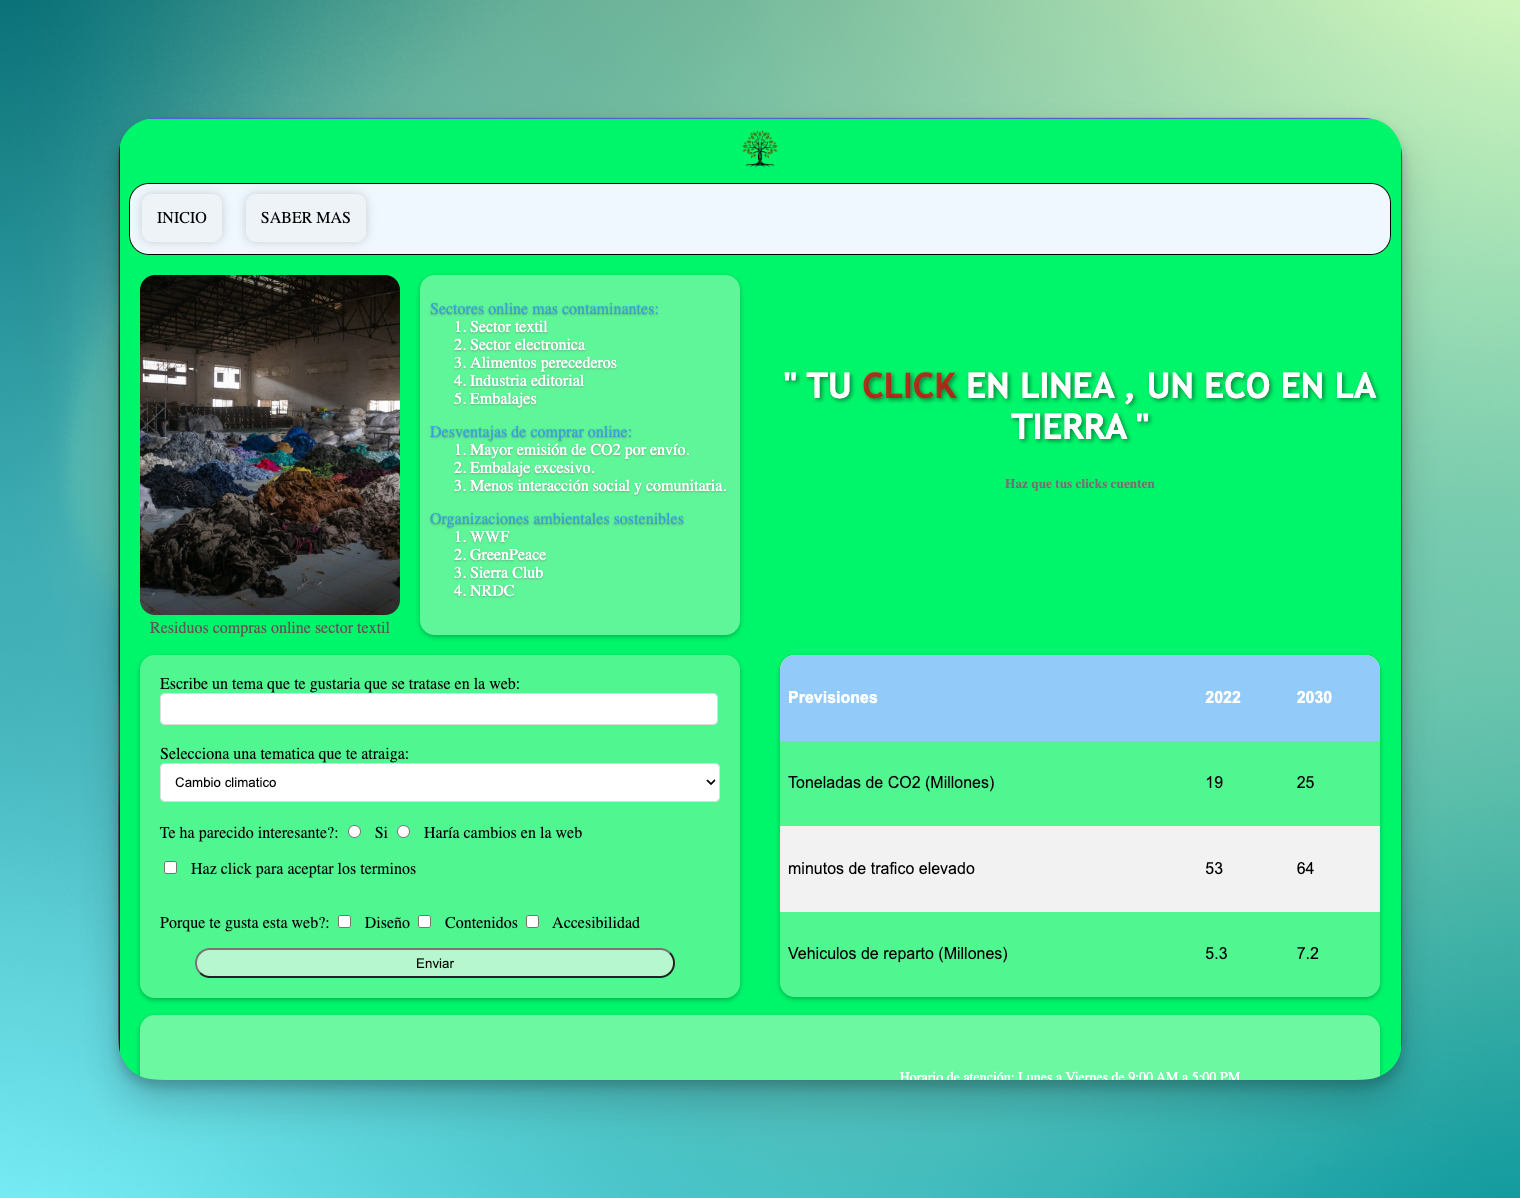 INICIO
SABER MAS
Sectores online mas contaminantes:
1. Sector textil
2. Sector electronica
3. Alimentos perecederos
4. Industria editorial
5. Embalajes
Desventajas de comprar online:
1. Mayor emisión de CO2 por envío.
2. Embalaje excesivo.
3. Menos interacción social y comunitaria.
Organizaciones ambientales sostenibles
1. WWF
2. GreenPeace
3. Sierra Club
4. NRDC
Residuos compras online sector textil
" TU CLICK EN LINEA , UN ECO EN LA
TIERRA "
Haz que tus clicks cuenten
Escribe un tema que te gustaria que se tratase en la web:
Selecciona una tematica que te atraiga:
Cambio climatico
Te ha parecido interesante?: Si Haría cambios en la web
Haz click para aceptar los terminos
Porque te gusta esta web?: Diseño Contenidos Accesibilidad
Enviar
Previsiones 2022 2030
Toneladas de CO2 (Millones) 19 25
minutos de trafico elevado 53 64
Vehiculos de reparto (Millones) 5.3 7.2
Horario de atención: Lunes a Viernes de 9:00 AM a 5:00 PM